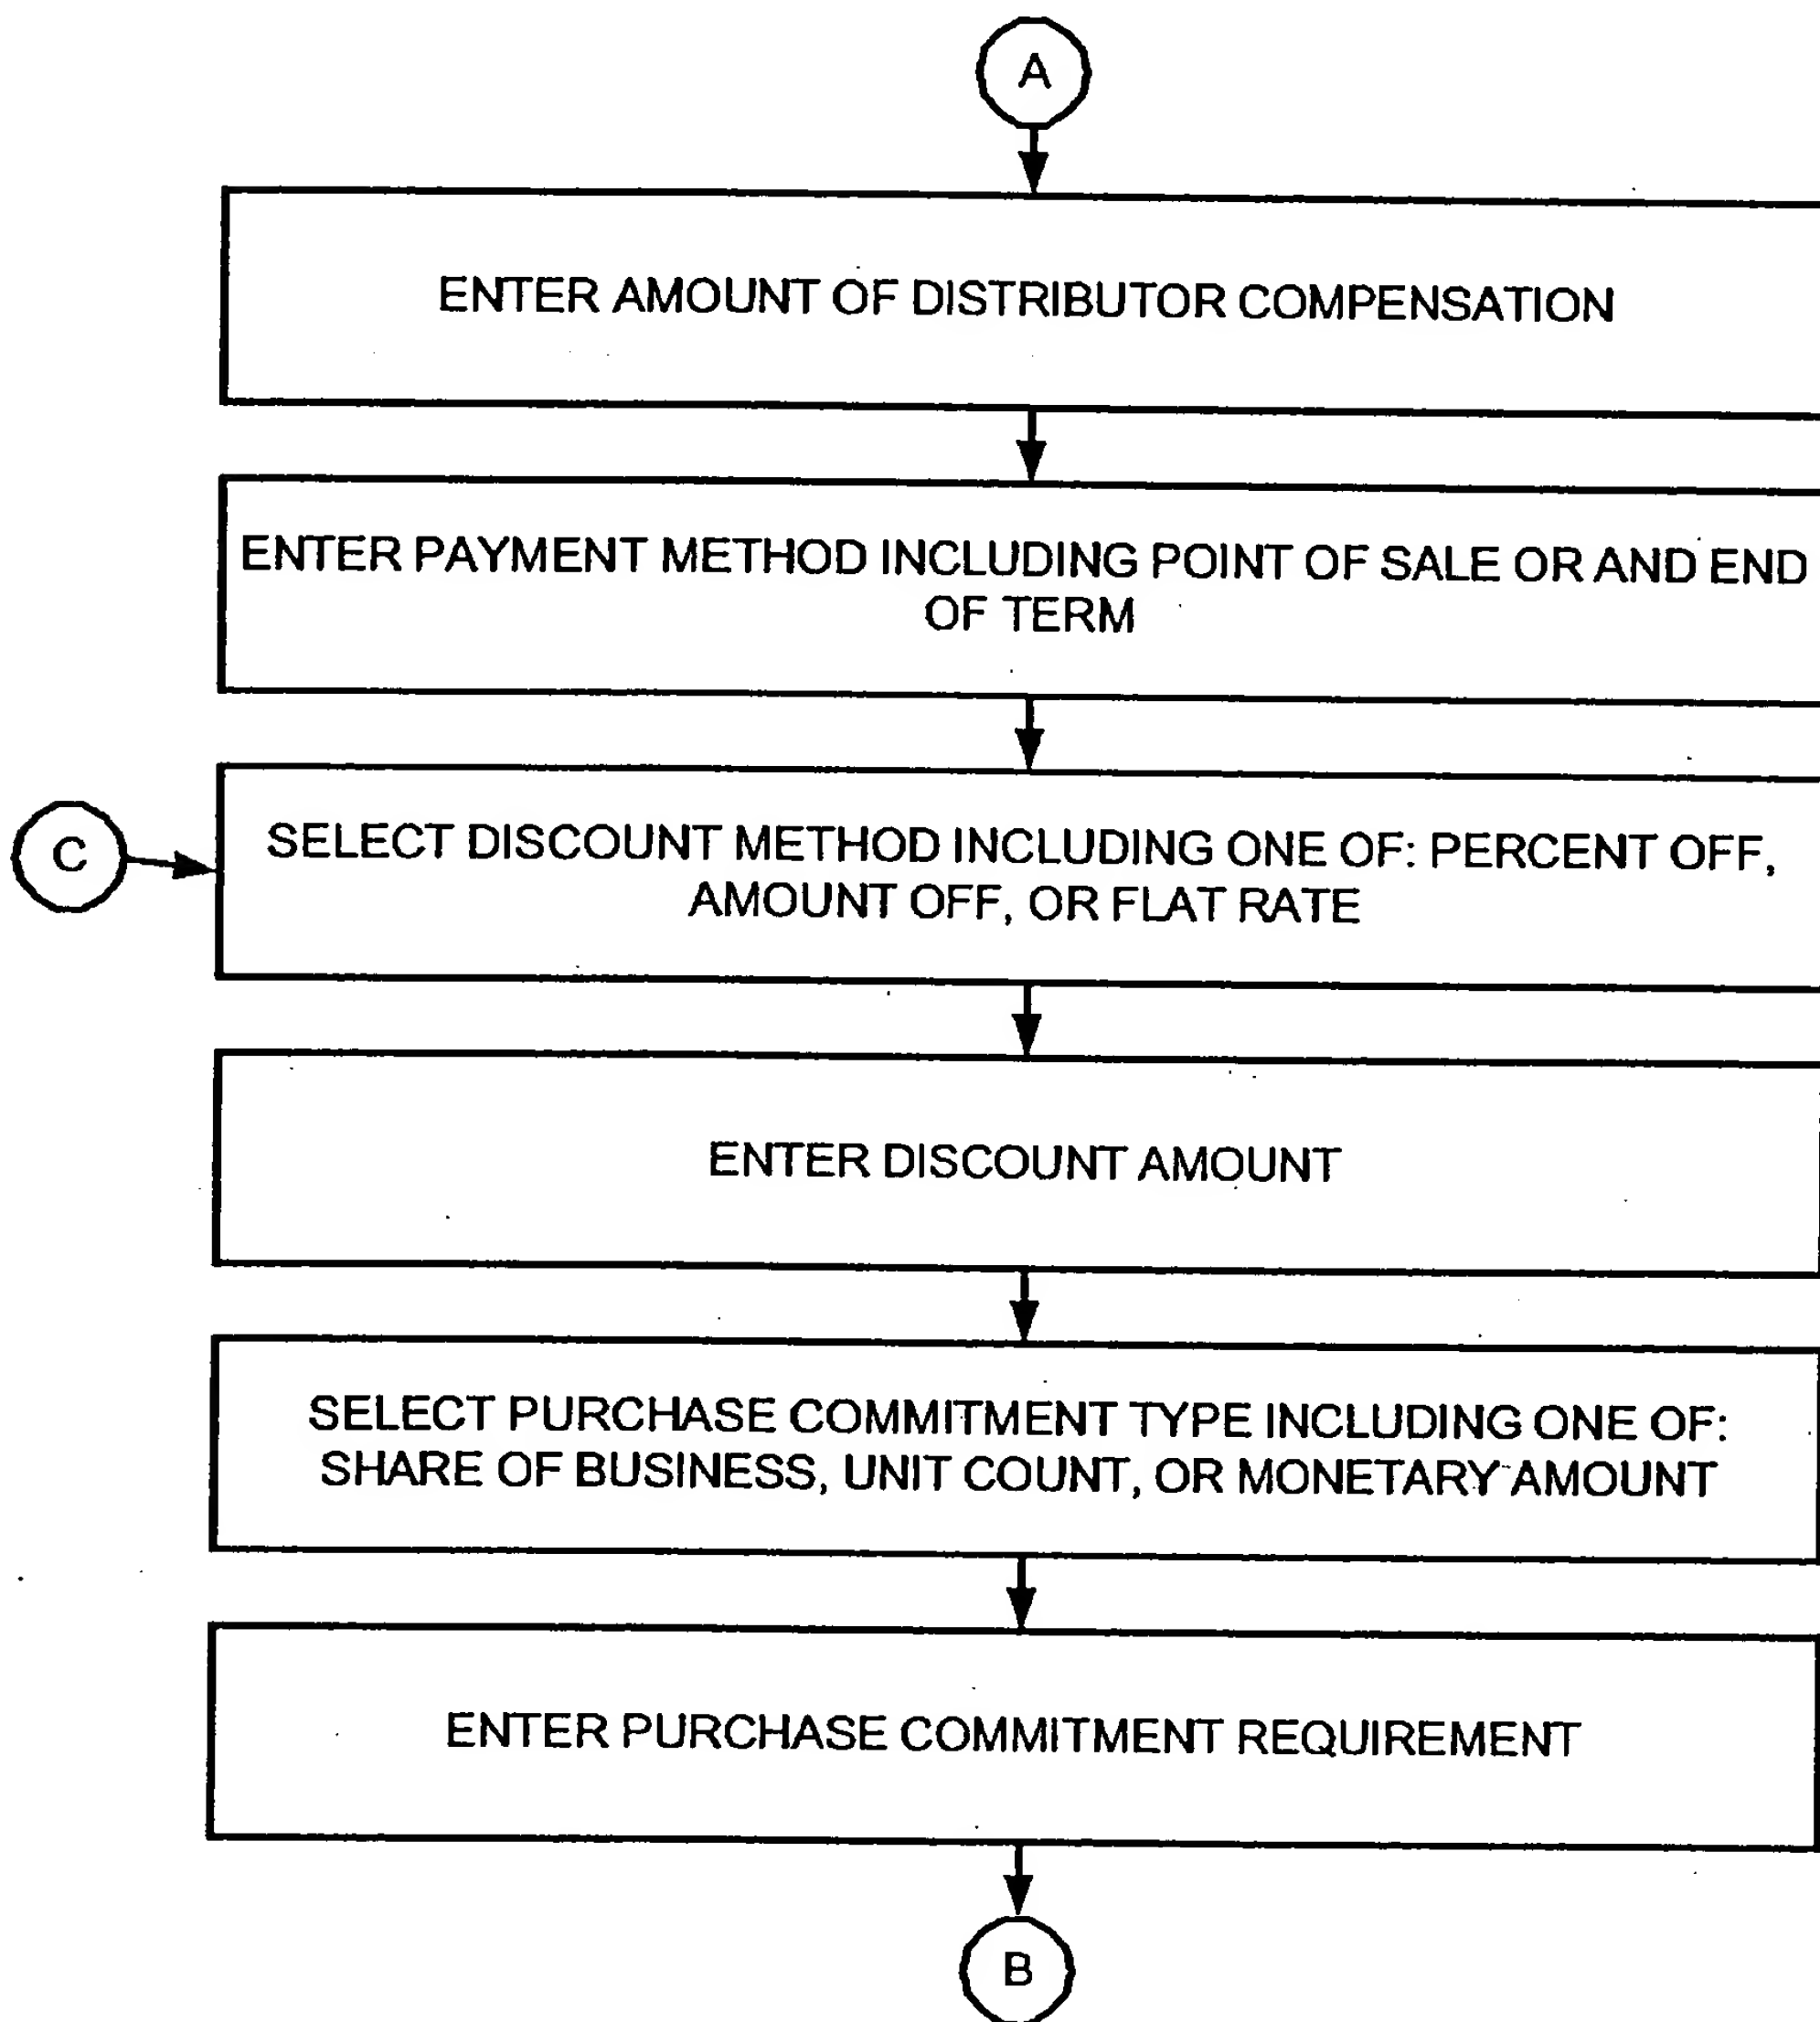 A
ENTER AMOUNT OF DISTRIBUTOR COMPENSATION
ENTER PAYMENT METHOD INCLUDING POINT OF SALE OR AND END
OF TERM
C
SELECT DISCOUNT METHOD INCLUDING ONE OF: PERCENT OFF,
AMOUNT OFF, OR FLAT RATE
ENTER DISCOUNT AMOUNT
SELECT PURCHASE COMMITMENT TYPE INCLUDING ONE OF:
SHARE OF BUSINESS, UNIT COUNT, OR MONETARY AMOUNT
ENTER PURCHASE COMMITMENT REQUIREMENT
B